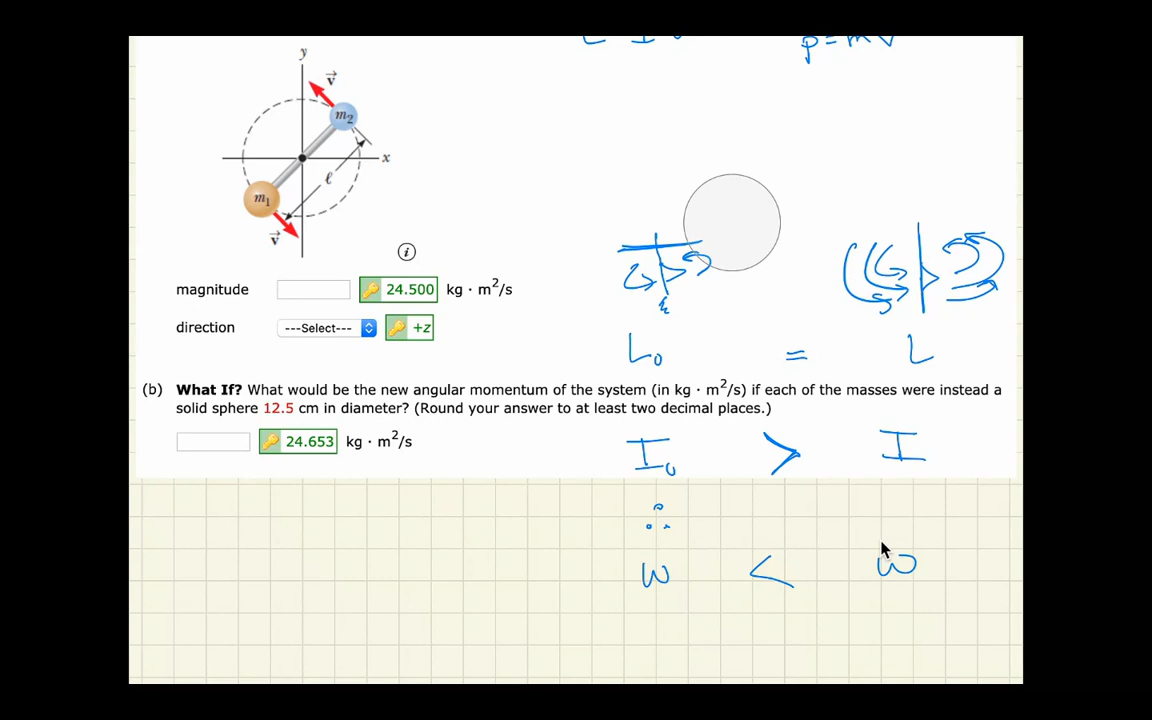 p = mv
y
v
m2
x
ℓ
m1
v
i
magnitude 24.500 kg · m²/s
direction ---Select--- +z
(b) What If? What would be the new angular momentum of the system (in kg · m²/s) if each of the masses were instead a
solid sphere 12.5 cm in diameter? (Round your answer to at least two decimal places.)
24.653 kg · m²/s
L₀ = L
I₀ > I
∴
ω < ω